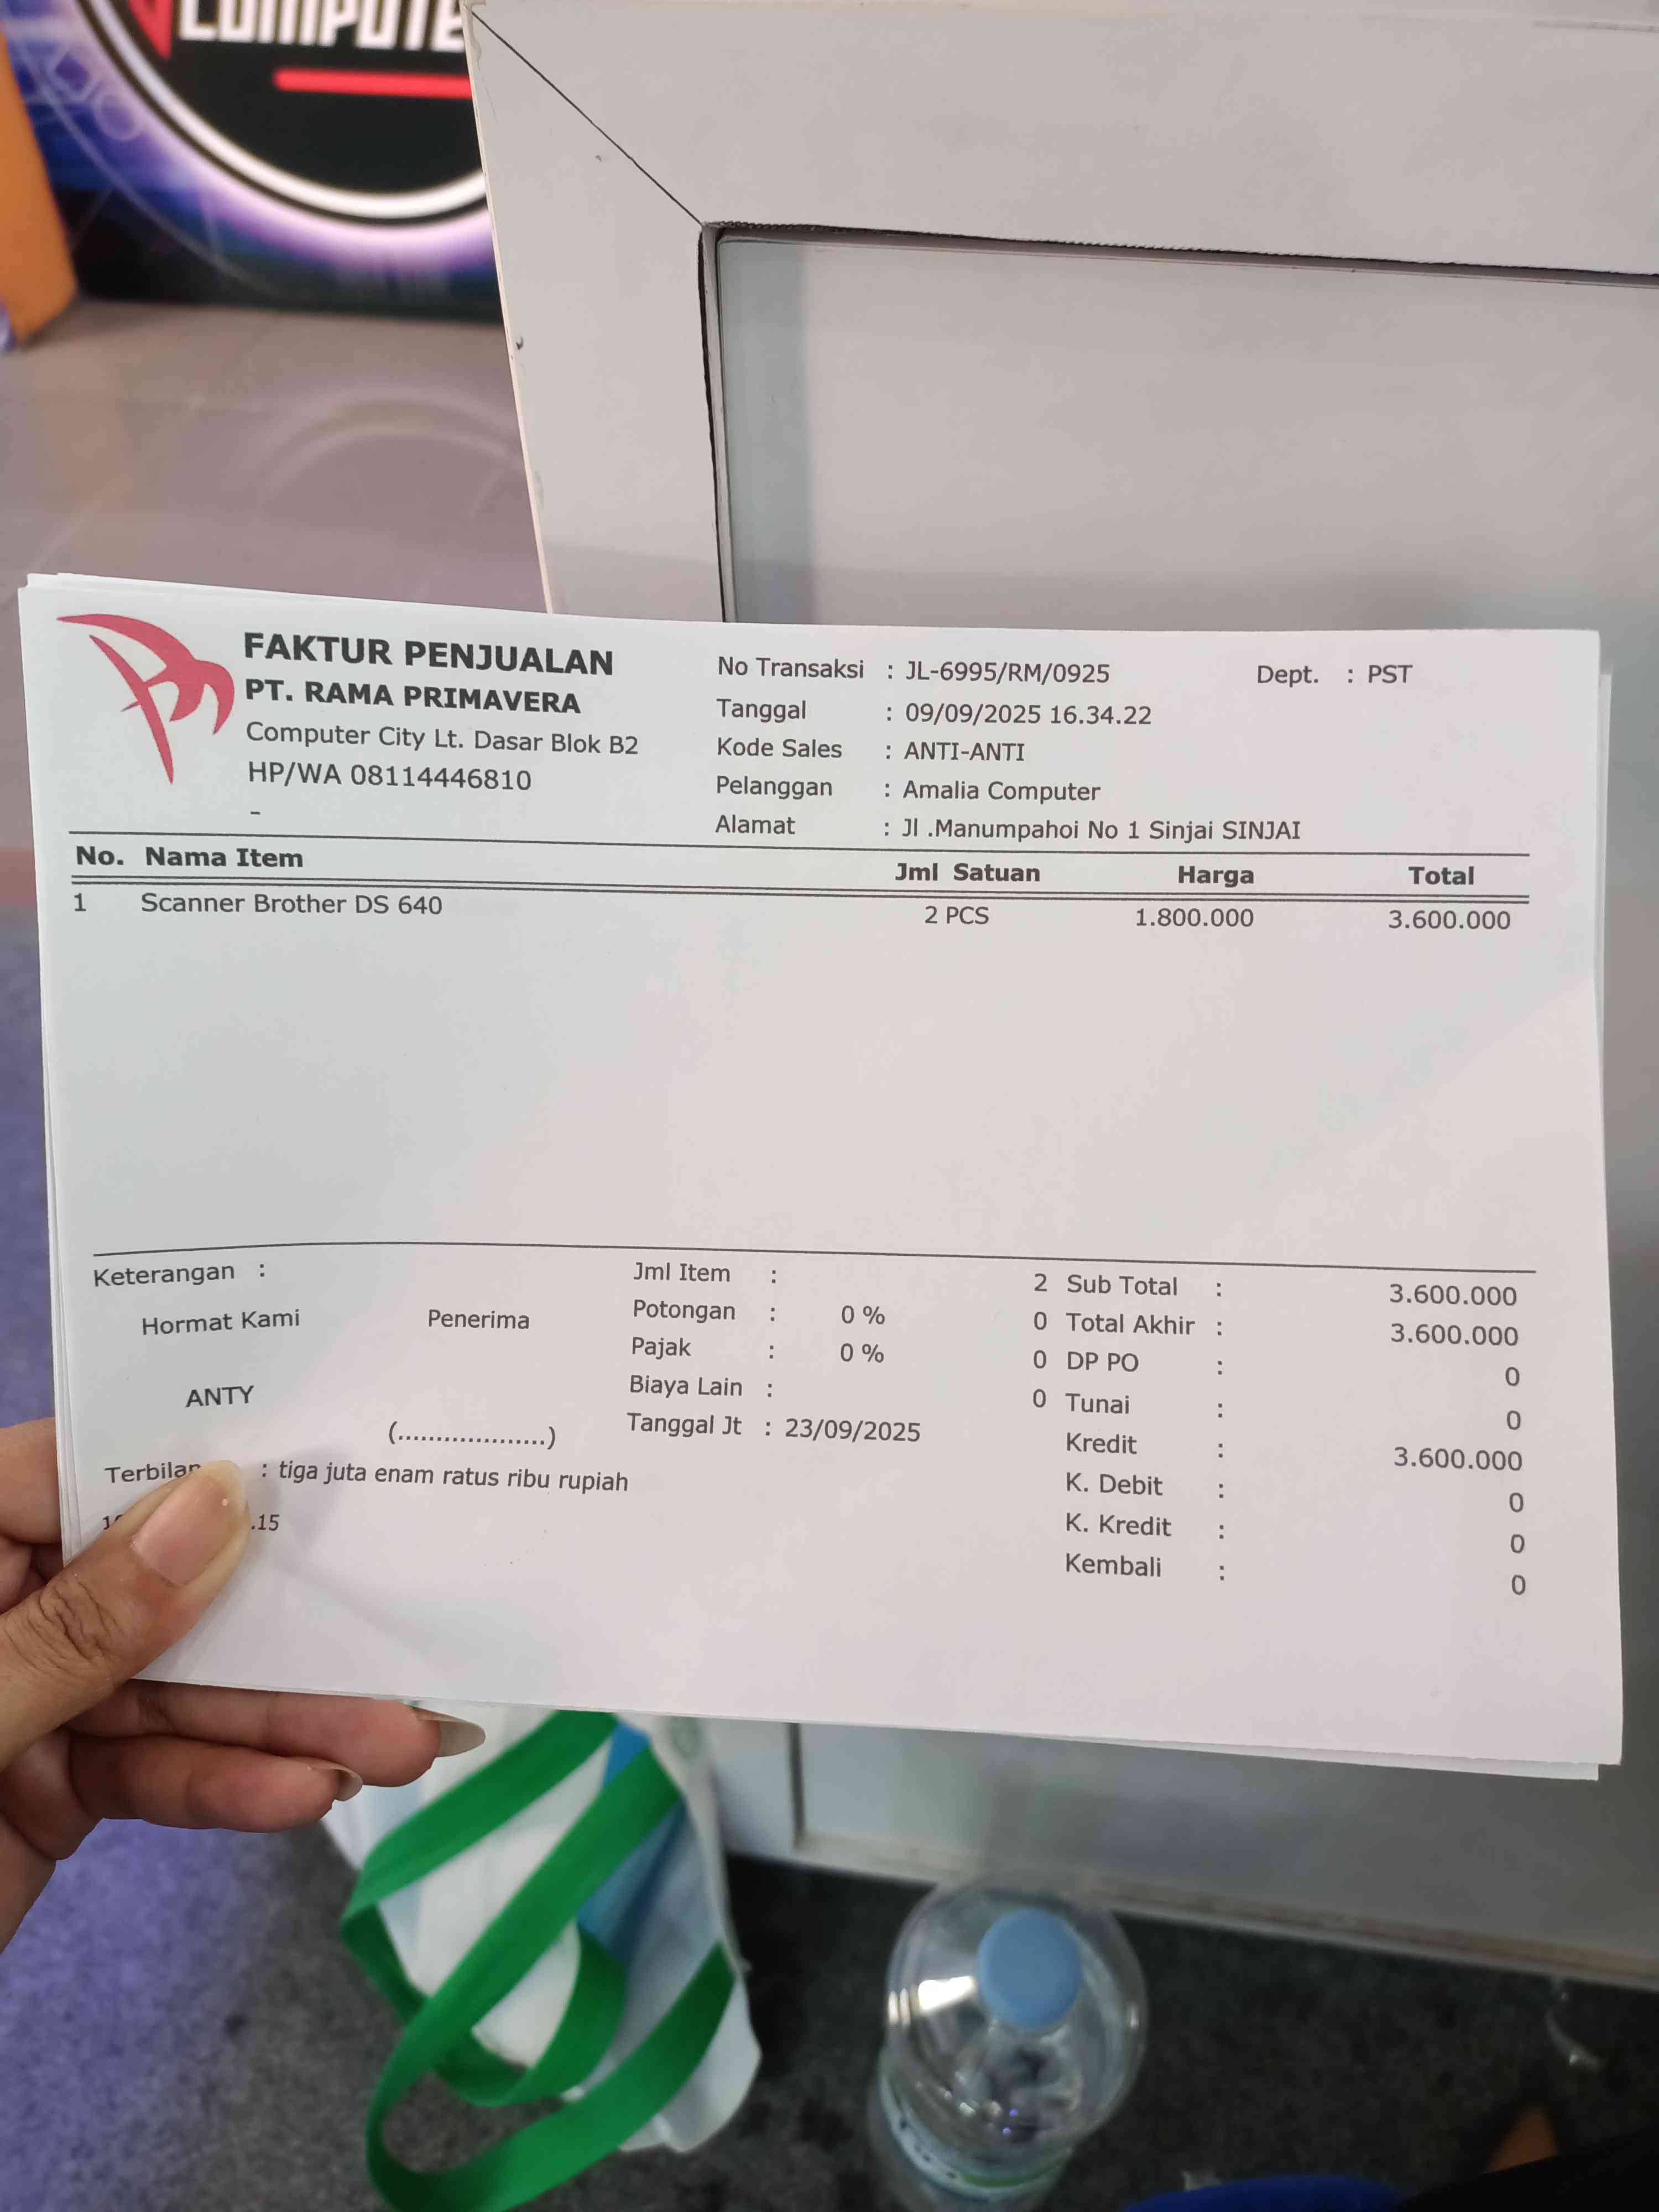 COMPUTE
FAKTUR PENJUALAN
PT. RAMA PRIMAVERA
Computer City Lt. Dasar Blok B2
HP/WA 08114446810
-
No Transaksi : JL-6995/RM/0925 Dept. : PST
Tanggal : 09/09/2025 16.34.22
Kode Sales : ANTI-ANTI
Pelanggan : Amalia Computer
Alamat : Jl .Manumpahoi No 1 Sinjai SINJAI
No. Nama Item Jml Satuan Harga Total
1 Scanner Brother DS 640 2 PCS 1.800.000 3.600.000
Keterangan :
Hormat Kami Penerima
ANTY
(...................)
Jml Item : 2
Potongan : 0 % 0
Pajak : 0 % 0
Biaya Lain : 0
Tanggal Jt : 23/09/2025
Sub Total : 3.600.000
Total Akhir : 3.600.000
DP PO : 0
Tunai : 0
Kredit : 3.600.000
K. Debit : 0
K. Kredit : 0
Kembali : 0
Terbilan : tiga juta enam ratus ribu rupiah
.15